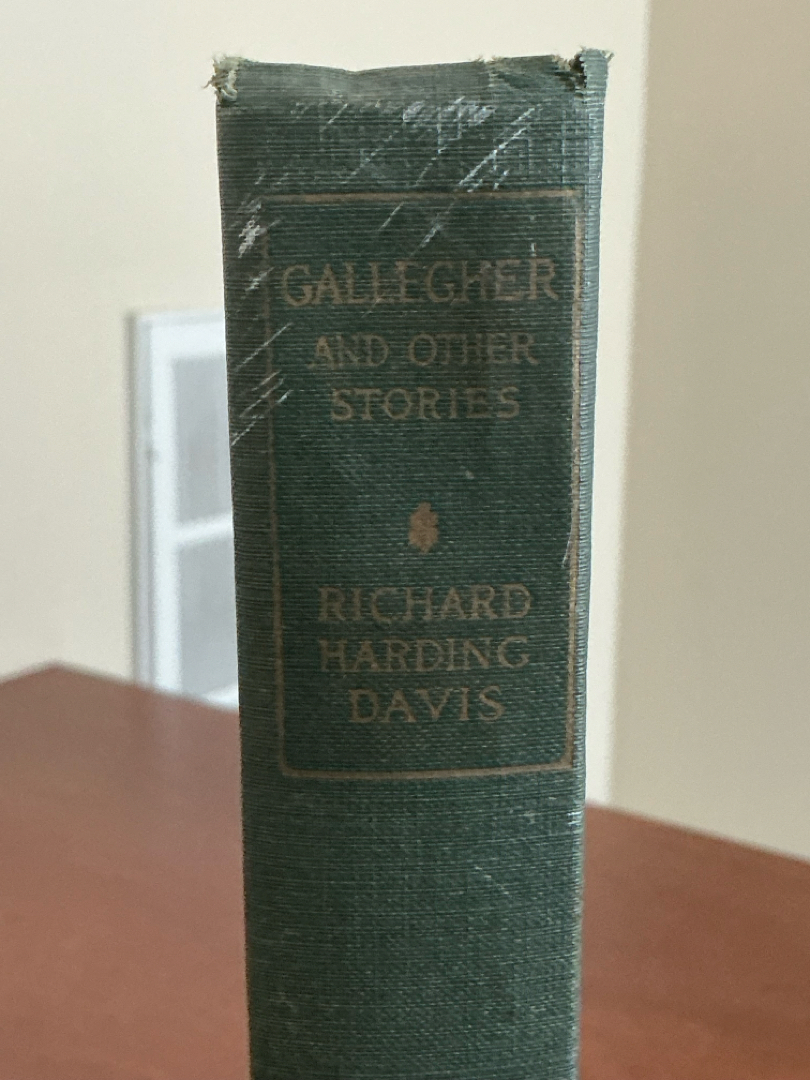 GALLEGHER
AND OTHER
STORIES
RICHARD
HARDING
DAVIS